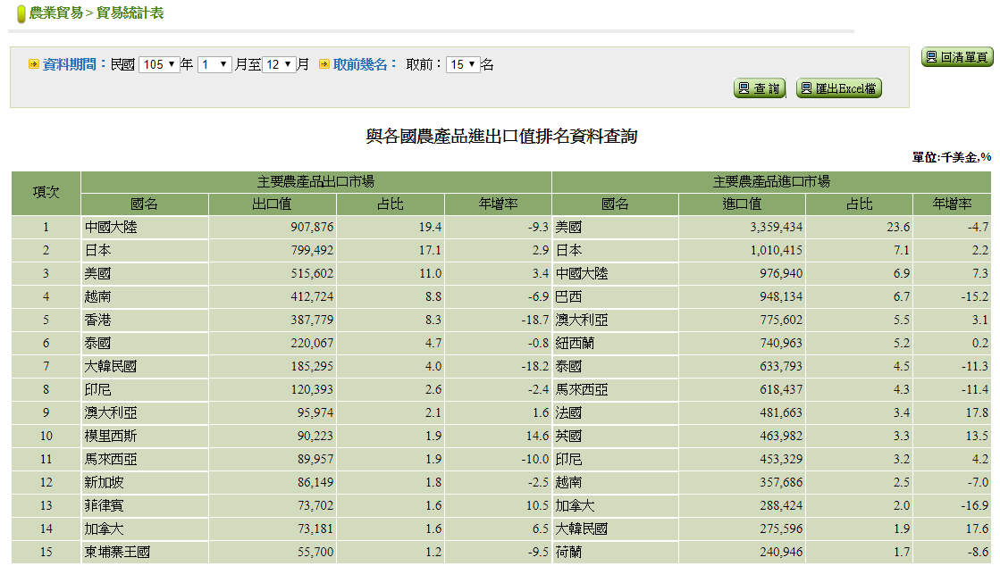 農業貿易 > 貿易統計表
資料期間：民國 105 年 1 月至 12 月 取前幾名： 取前：15 名
回清單頁
查詢 匯出Excel檔
與各國農產品進出口值排名資料查詢
單位:千美金,%
項次 主要農產品出口市場 主要農產品進口市場
國名 出口值 占比 年增率 國名 進口值 占比 年增率
1 中國大陸 907,876 19.4 -9.3 美國 3,359,434 23.6 -4.7
2 日本 799,492 17.1 2.9 日本 1,010,415 7.1 2.2
3 美國 515,602 11.0 3.4 中國大陸 976,940 6.9 7.3
4 越南 412,724 8.8 -6.9 巴西 948,134 6.7 -15.2
5 香港 387,779 8.3 -18.7 澳大利亞 775,602 5.5 3.1
6 泰國 220,067 4.7 -0.8 紐西蘭 740,963 5.2 0.2
7 大韓民國 185,295 4.0 -18.2 泰國 633,793 4.5 -11.3
8 印尼 120,393 2.6 -2.4 馬來西亞 618,437 4.3 -11.4
9 澳大利亞 95,974 2.1 1.6 法國 481,663 3.4 17.8
10 模里西斯 90,223 1.9 14.6 英國 463,982 3.3 13.5
11 馬來西亞 89,957 1.9 -10.0 印尼 453,329 3.2 4.2
12 新加坡 86,149 1.8 -2.5 越南 357,686 2.5 -7.0
13 菲律賓 73,702 1.6 10.5 加拿大 288,424 2.0 -16.9
14 加拿大 73,181 1.6 6.5 大韓民國 275,596 1.9 17.6
15 柬埔寨王國 55,700 1.2 -9.5 荷蘭 240,946 1.7 -8.6